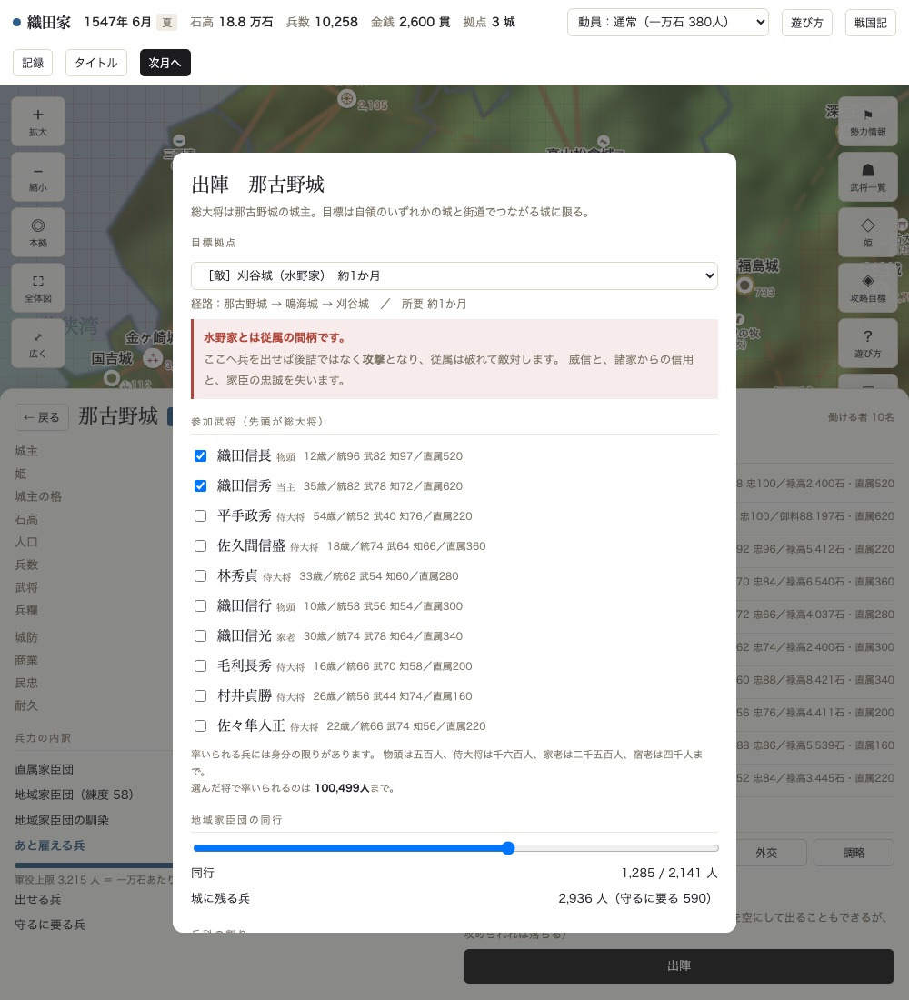 織田家 1547年 6月 夏 石高 18.8 万石 兵数 10,258 金銭 2,600 貫 拠点 3 城 動員：通常（一万石 380人） 遊び方 戦国記
記録 タイトル 次月へ
＋
拡大
−
縮小
本拠
全体図
広く
2,105
勢力情報
武将一覧
姫
攻略目標
?
遊び方
福島城
733
金ヶ崎城
国吉城
出陣　那古野城
総大将は那古野城の城主。目標は自領のいずれかの城と街道でつながる城に限る。
目標拠点
［敵］刈谷城（水野家） 約1か月
経路：那古野城 → 鳴海城 → 刈谷城　／　所要 約1か月
水野家とは従属の間柄です。
ここへ兵を出せば後詰ではなく攻撃となり、従属は破れて敵対します。 威信と、諸家からの信用
と、家臣の忠誠を失います。
参加武将（先頭が総大将）
織田信長 物頭 12歳／統96 武82 知97／直属520
織田信秀 当主 35歳／統82 武78 知72／直属620
平手政秀 侍大将 54歳／統52 武40 知76／直属220
佐久間信盛 侍大将 18歳／統74 武64 知66／直属360
林秀貞 侍大将 33歳／統62 武54 知60／直属280
織田信行 物頭 10歳／統58 武56 知54／直属300
織田信光 家老 30歳／統74 武78 知64／直属340
毛利長秀 侍大将 16歳／統66 武70 知58／直属200
村井貞勝 侍大将 26歳／統56 武44 知74／直属160
佐々隼人正 侍大将 22歳／統66 武74 知56／直属220
率いられる兵には身分の限りがあります。 物頭は五百人、侍大将は千六百人、家老は二千五百人、宿老は四千人ま
で。
選んだ将で率いられるのは 100,499人まで。
地域家臣団の同行
同行 1,285 / 2,141 人
城に残る兵 2,936 人（守るに要る 590）
← 戻る 那古野城 働ける者 10名
城主
姫
城主の格
石高
人口
兵数
武将
兵糧
城防
商業
民忠
耐久
兵力の内訳
直属家臣団
地域家臣団（練度 58）
地域家臣団の馴染
あと雇える兵
軍役上限 3,215 人 ＝ 一万石あたり
出せる兵
守るに要る兵
8 忠100／禄高2,400石・直属520
忠100／御料88,197石・直属620
92 忠96／禄高5,412石・直属220
70 忠84／禄高6,540石・直属360
72 忠66／禄高4,037石・直属280
62 忠74／禄高2,400石・直属300
60 忠88／禄高8,421石・直属340
56 忠76／禄高4,411石・直属200
88 忠86／禄高5,539石・直属160
52 忠84／禄高3,445石・直属220
外交 調略
を空にして出ることもできるが、
攻められれば落ちる）
出陣